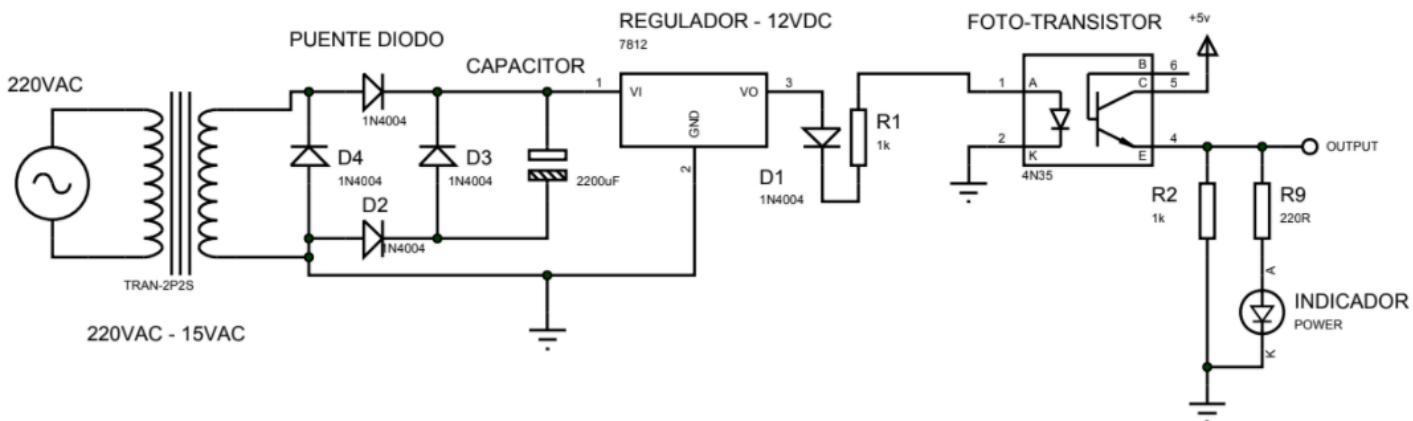 220VAC
TRAN-2P2S
220VAC - 15VAC
PUENTE DIODO
1N4004
D4
1N4004
D3
1N4004
D2
1N4004
CAPACITOR
2200uF
REGULADOR - 12VDC
7812
1
VI
VO
3
GND
2
D1
1N4004
R1
1k
FOTO-TRANSISTOR
+5v
1
A
B
6
C
5
2
K
E
4
4N35
OUTPUT
R2
1k
R9
220R
A
INDICADOR
POWER
K